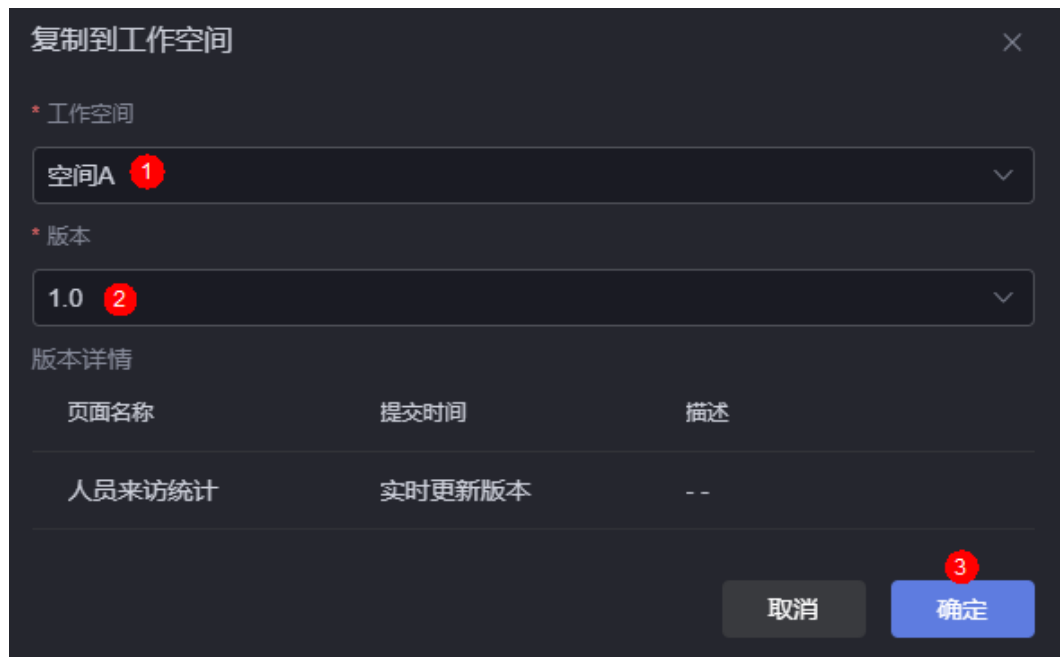 复制到工作空间
* 工作空间
空间A 1
* 版本
1.0 2
版本详情
页面名称 提交时间 描述
人员来访统计 实时更新版本 - -
3
取消 确定